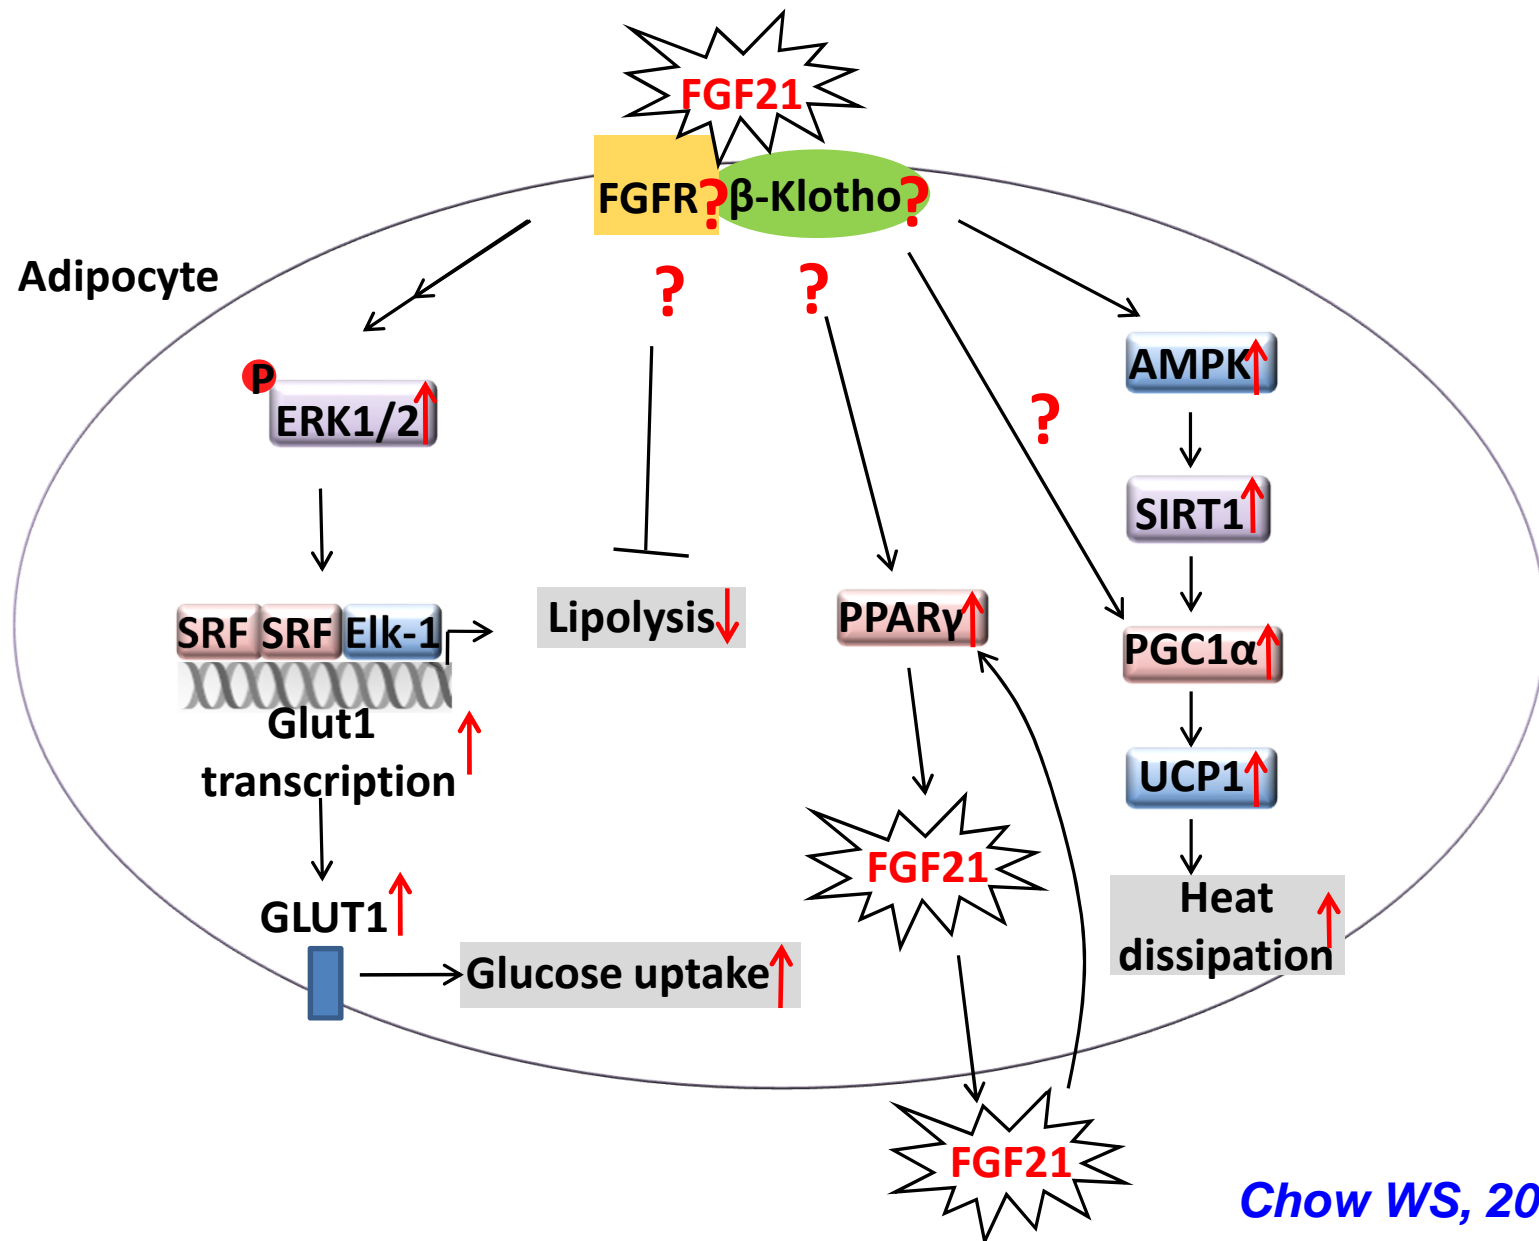 FGF21
FGFR?
β-Klotho?
Adipocyte
?
?
AMPK
P
ERK1/2
?
SIRT1
SRF SRF Elk-1
Lipolysis
PPARγ
PGC1α
Glut1
transcription
UCP1
FGF21
GLUT1
Heat
dissipation
Glucose uptake
FGF21
Chow WS, 20